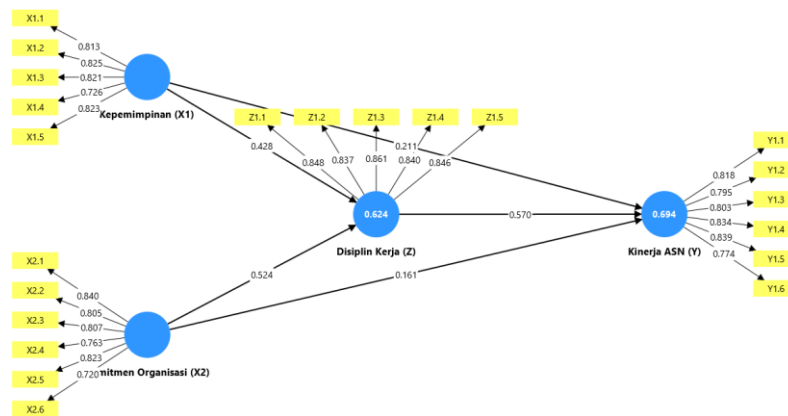 X1.1
X1.2
X1.3
X1.4
X1.5
0.813
0.825
0.821
0.726
0.823
Kepemimpinan (X1)
0.428
0.211
Z1.1
Z1.2
Z1.3
Z1.4
Z1.5
0.848
0.837
0.861
0.840
0.846
0.624
Disiplin Kerja (Z)
0.570
0.524
0.161
Y1.1
Y1.2
Y1.3
Y1.4
Y1.5
Y1.6
0.818
0.795
0.803
0.834
0.839
0.774
0.694
Kinerja ASN (Y)
X2.1
X2.2
X2.3
X2.4
X2.5
X2.6
0.840
0.805
0.807
0.763
0.823
0.720
Organisasi (X2)